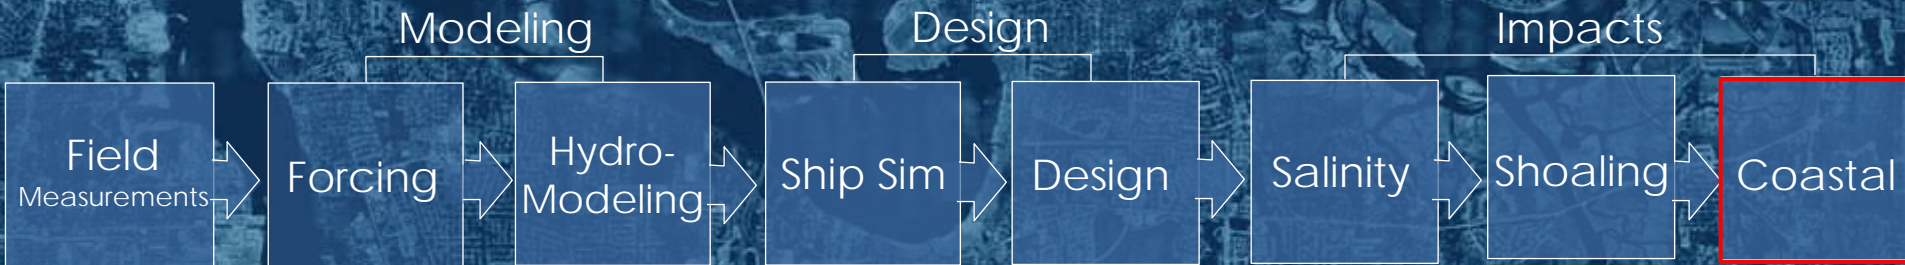 Modeling
Design
Impacts
Field
Measurements
Forcing
Hydro-
Modeling
Ship Sim
Design
Salinity
Shoaling
Coastal